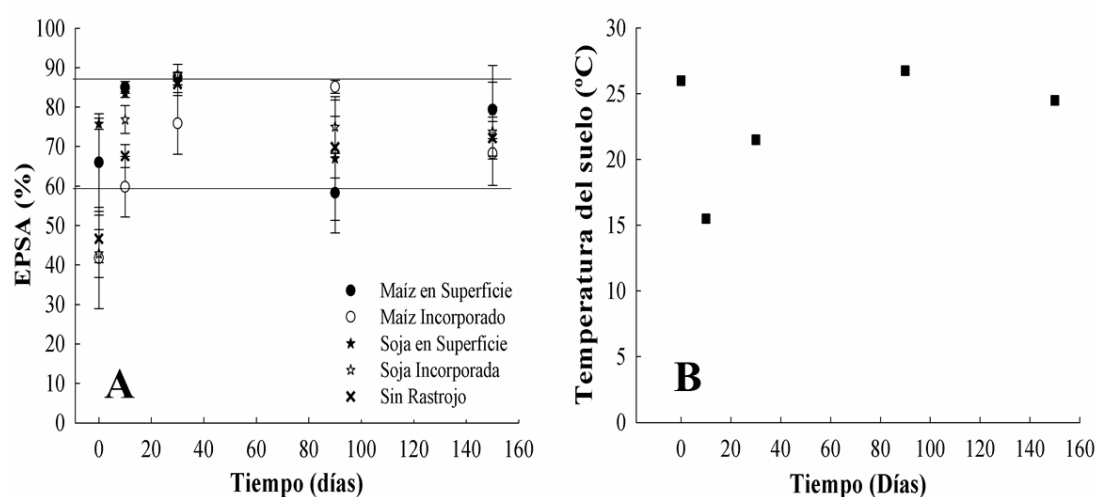 100
90
80
70
60
50
40
30
20
10
0
EPSA (%)
Maíz en Superficie
Maíz Incorporado
Soja en Superficie
Soja Incorporada
Sin Rastrojo
A
0 20 40 60 80 100 120 140 160
Tiempo (días)
30
25
20
15
10
5
0
Temperatura del suelo (ºC)
B
0 20 40 60 80 100 120 140 160
Tiempo (Días)